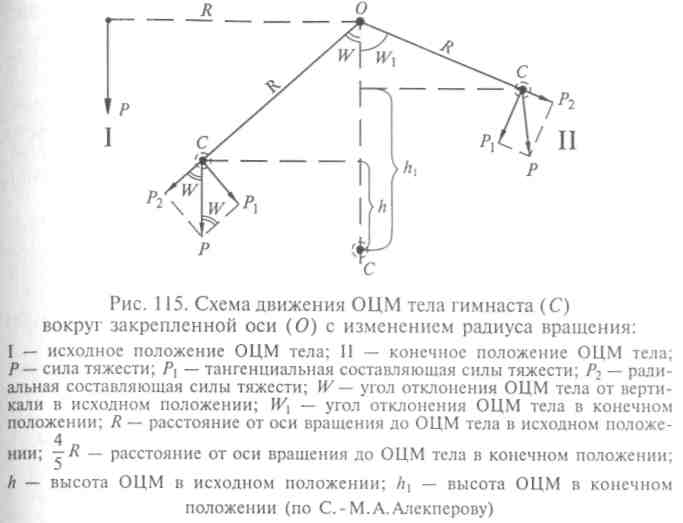 R O
W W₁ R
R C
P P₂
I C P₁ II
h₁ P
P₂ W
W P₁ h
P
C
Рис. 115. Схема движения ОЦМ тела гимнаста (C)
вокруг закрепленной оси (O) с изменением радиуса вращения:
I — исходное положение ОЦМ тела; II — конечное положение ОЦМ тела;
P — сила тяжести; P₁ — тангенциальная составляющая силы тяжести; P₂ — ради-
альная составляющая силы тяжести; W — угол отклонения ОЦМ тела от верти-
кали в исходном положении; W₁ — угол отклонения ОЦМ тела в конечном
положении; R — расстояние от оси вращения до ОЦМ тела в исходном положе-
нии; 4/5 R — расстояние от оси вращения до ОЦМ тела в конечном положении;
h — высота ОЦМ в исходном положении; h₁ — высота ОЦМ в конечном
положении (по С.-М.А.Алекперову)